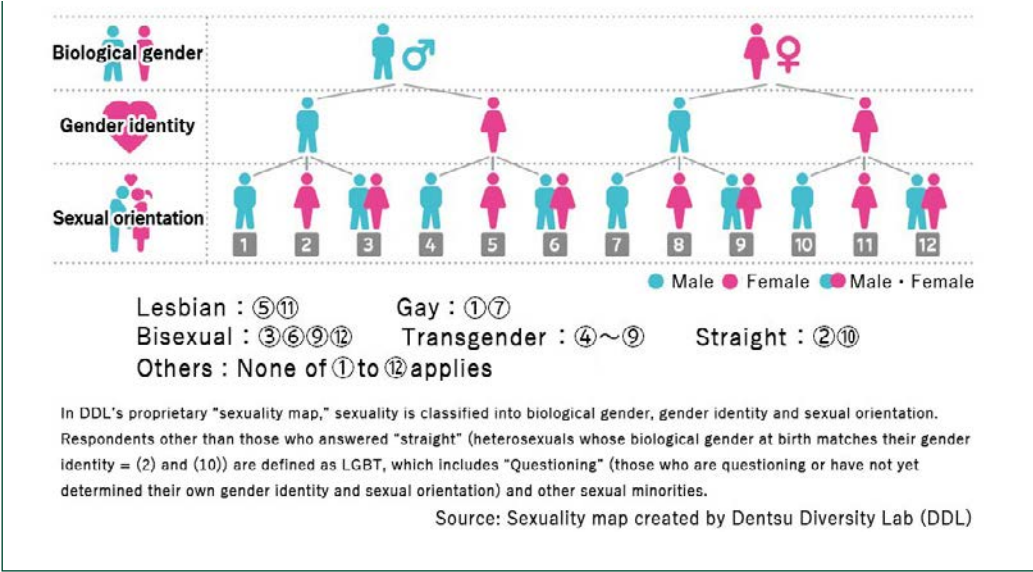 Biological gender
Gender identity
Sexual orientation
1 2 3 4 5 6 7 8 9 10 11 12
Male Female Male・Female
Lesbian：⑤⑪ Gay：①⑦
Bisexual：③⑥⑨⑫ Transgender：④～⑨ Straight：②⑩
Others：None of ① to ⑫ applies
In DDL's proprietary "sexuality map," sexuality is classified into biological gender, gender identity and sexual orientation.
Respondents other than those who answered "straight" (heterosexuals whose biological gender at birth matches their gender
identity = (2) and (10)) are defined as LGBT, which includes "Questioning" (those who are questioning or have not yet
determined their own gender identity and sexual orientation) and other sexual minorities.
Source: Sexuality map created by Dentsu Diversity Lab (DDL)